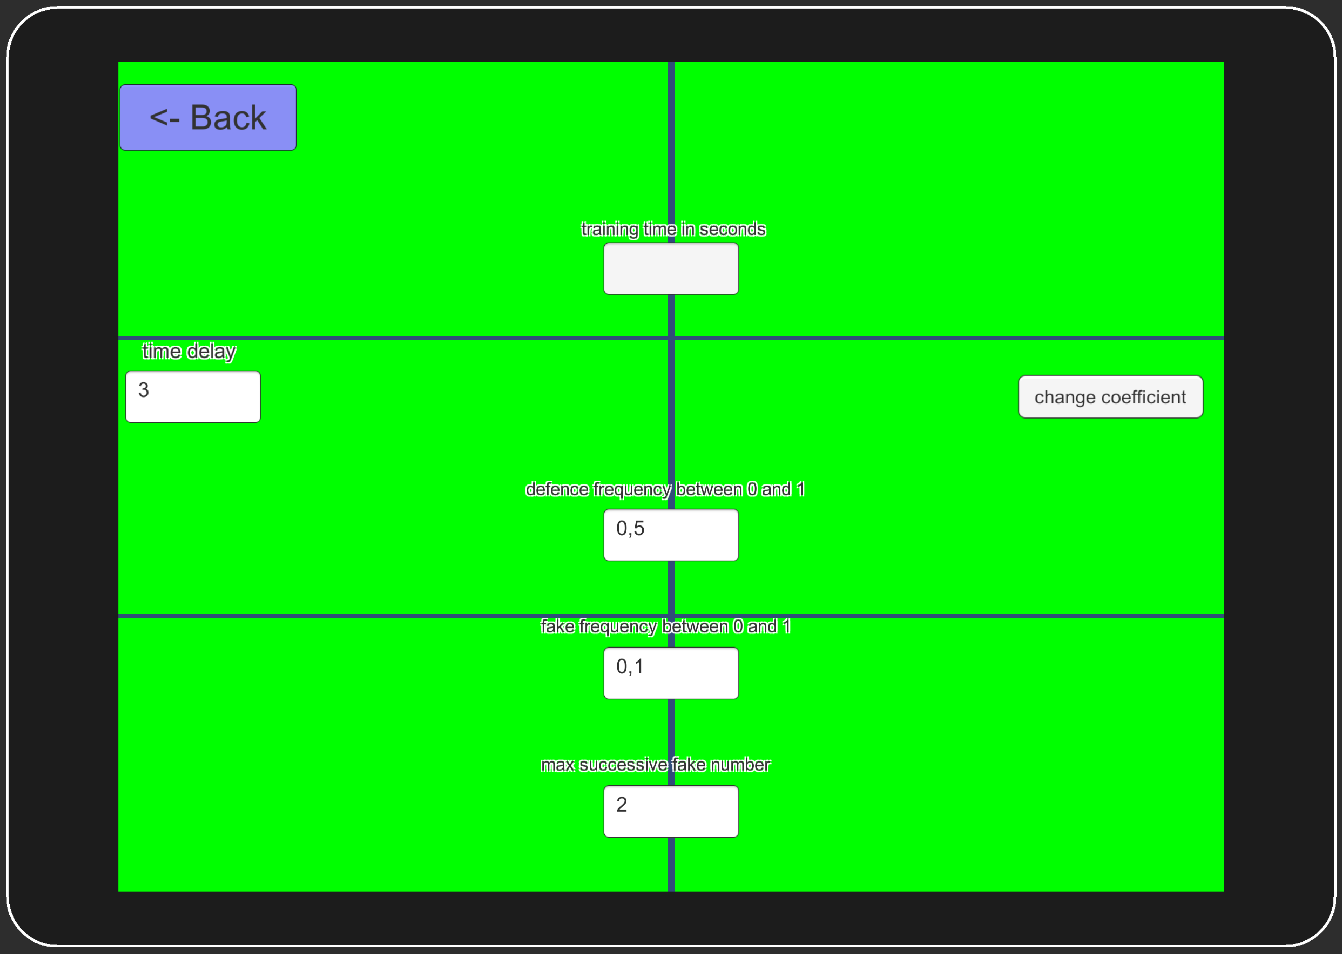 <- Back
training time in seconds
time delay
3
change coefficient
defence frequency between 0 and 1
0,5
fake frequency between 0 and 1
0,1
max successive fake number
2